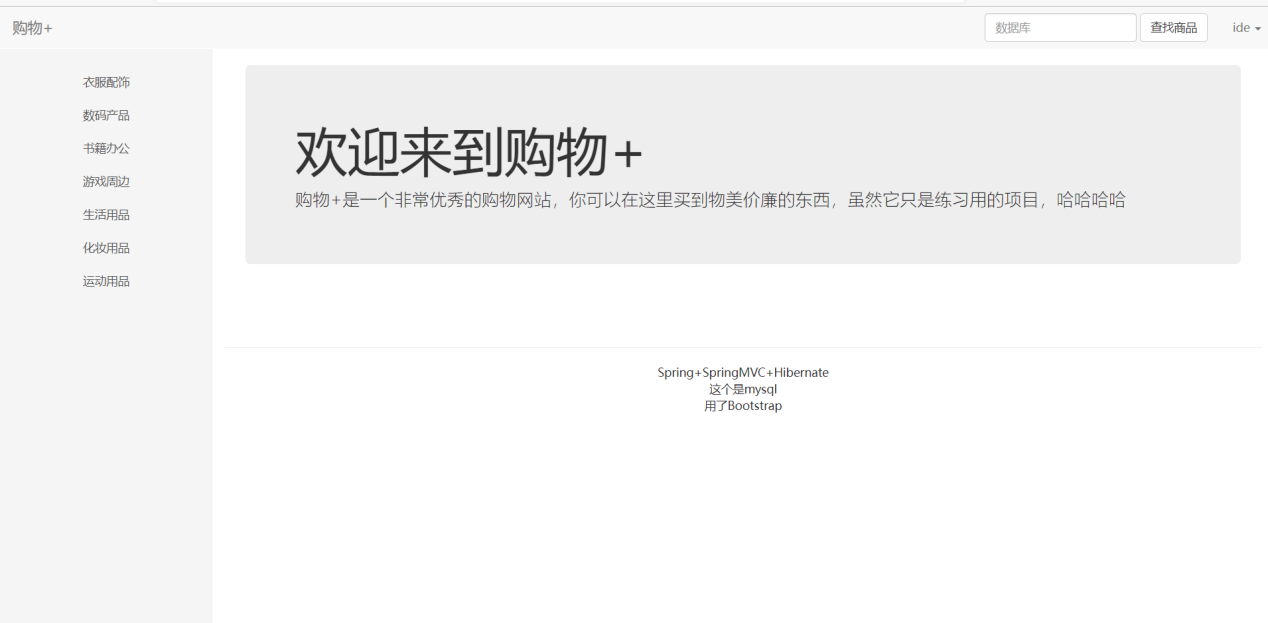 购物+
数据库
查找商品
ide
衣服配饰
数码产品
书籍办公
游戏周边
生活用品
化妆用品
运动用品
欢迎来到购物+
购物+是一个非常优秀的购物网站，你可以在这里买到物美价廉的东西，虽然它只是练习用的项目，哈哈哈哈
Spring+SpringMVC+Hibernate
这个是mysql
用了Bootstrap